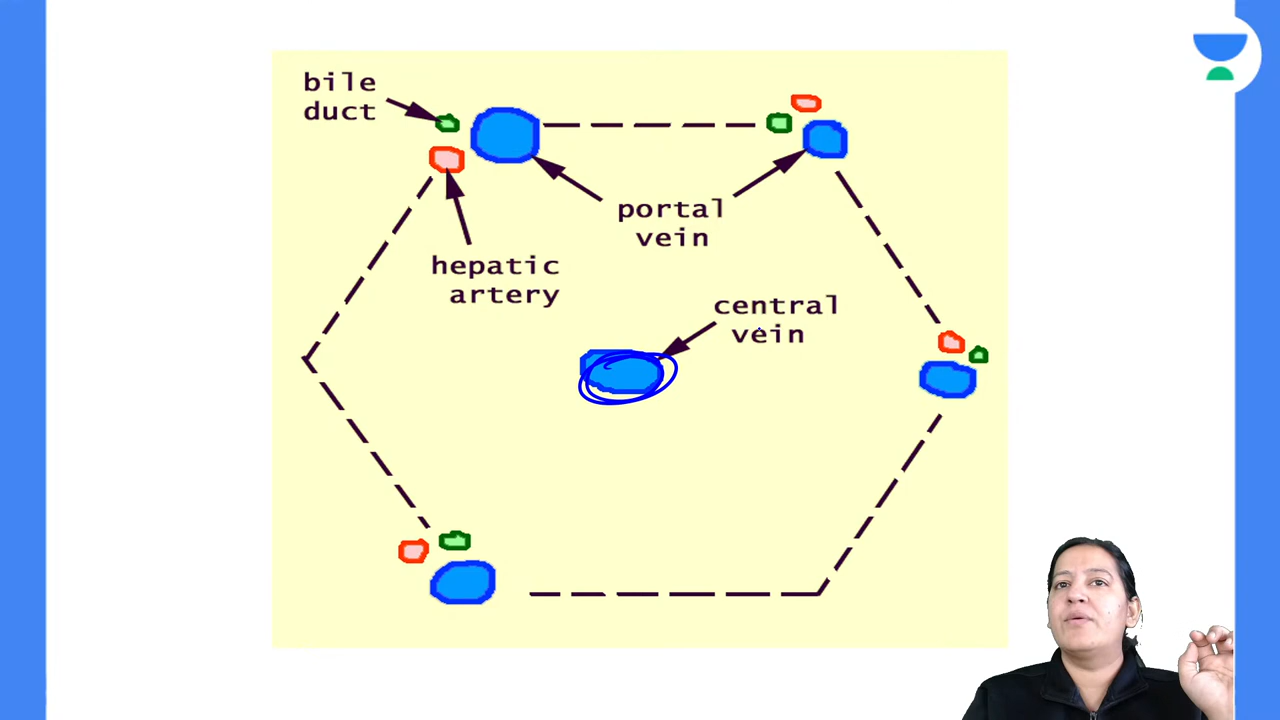 bile
duct
portal
vein
hepatic
artery
central
vein